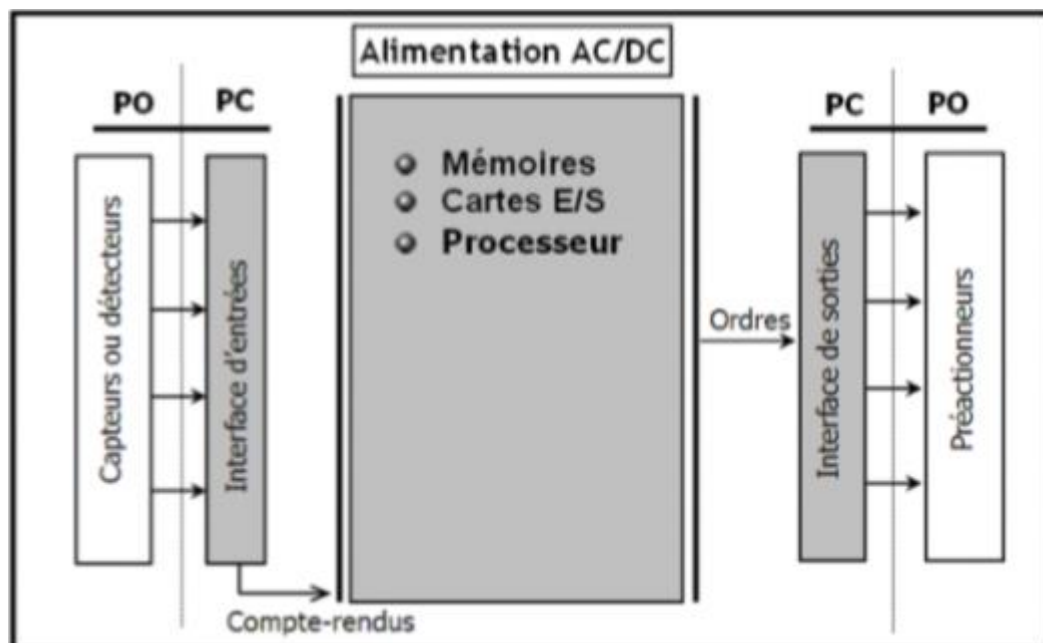 Alimentation AC/DC
PO
PC
PC
PO
Capteurs ou détecteurs
Interface d'entrées
Mémoires
Cartes E/S
Processeur
Ordres
Interface de sorties
Préactionneurs
Compte-rendus